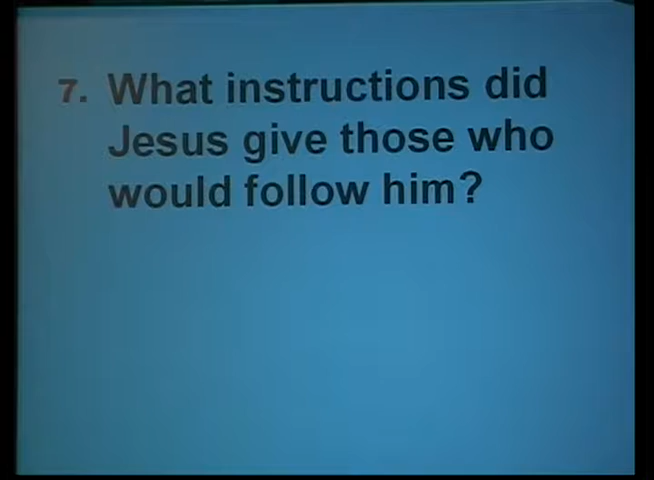 7. What instructions did
Jesus give those who
would follow him?